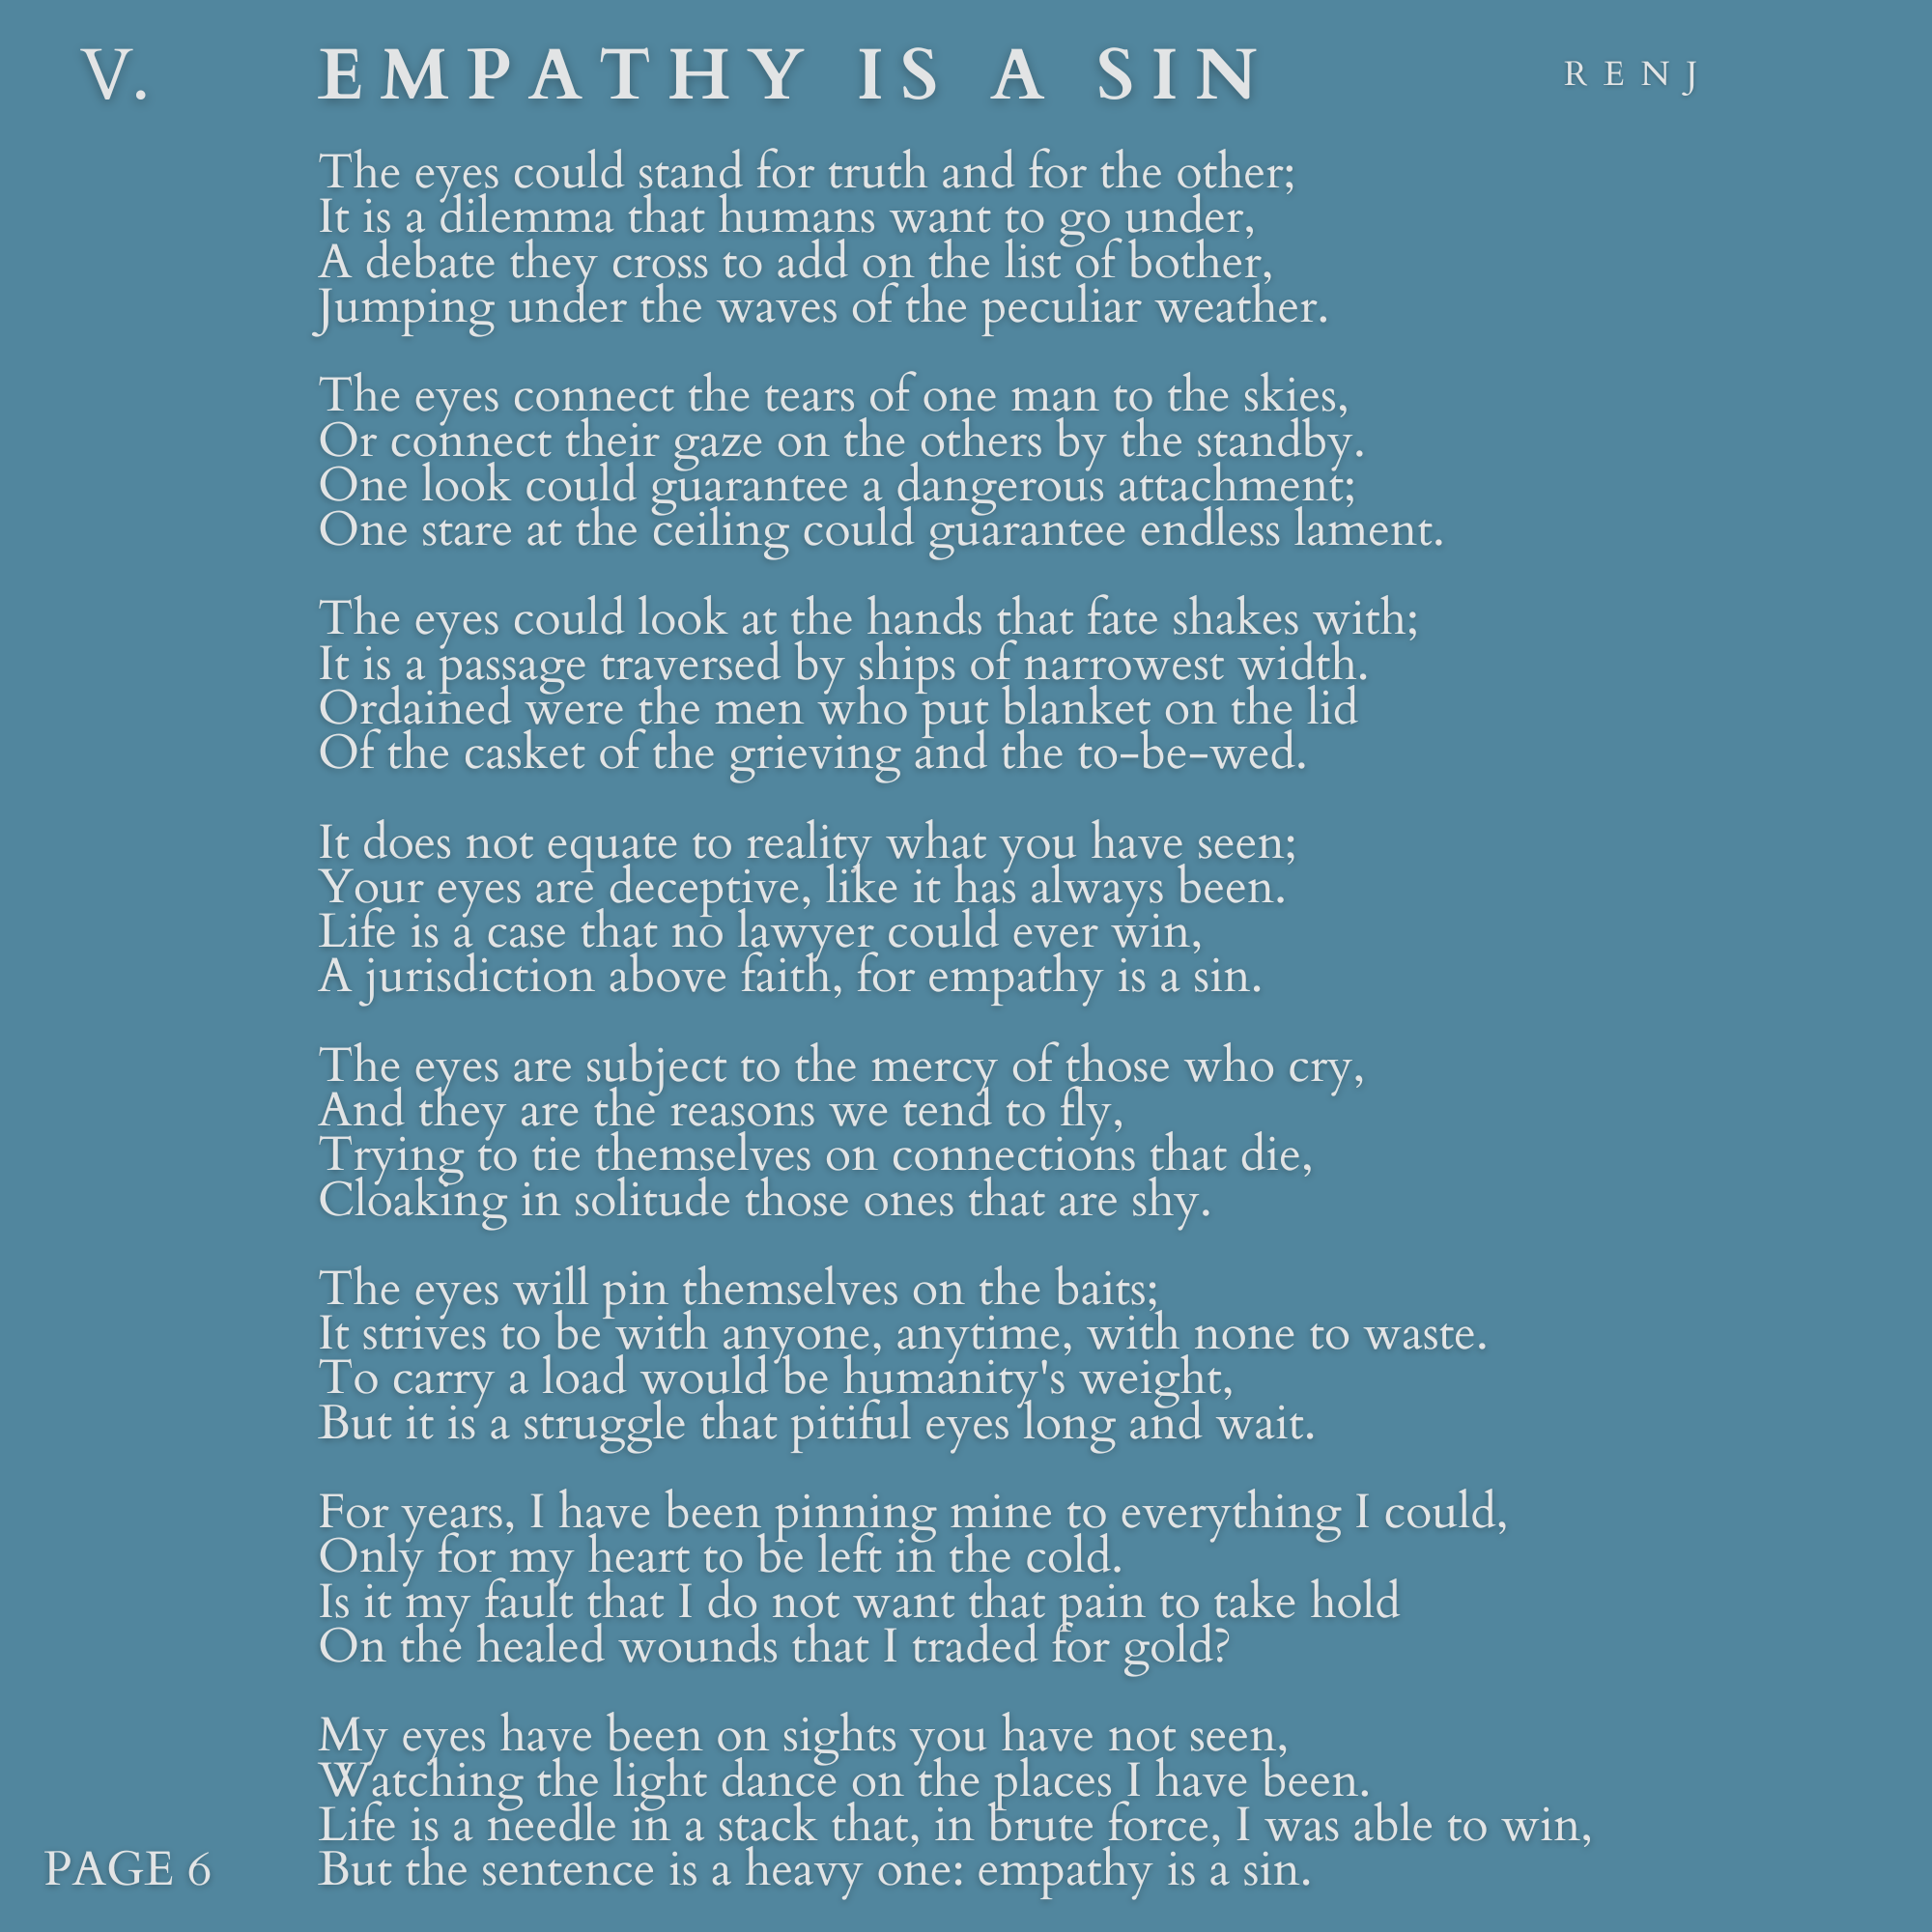 V. EMPATHY IS A SIN RENJ
The eyes could stand for truth and for the other;
It is a dilemma that humans want to go under,
A debate they cross to add on the list of bother,
Jumping under the waves of the peculiar weather.
The eyes connect the tears of one man to the skies,
Or connect their gaze on the others by the standby.
One look could guarantee a dangerous attachment;
One stare at the ceiling could guarantee endless lament.
The eyes could look at the hands that fate shakes with;
It is a passage traversed by ships of narrowest width.
Ordained were the men who put blanket on the lid
Of the casket of the grieving and the to-be-wed.
It does not equate to reality what you have seen;
Your eyes are deceptive, like it has always been.
Life is a case that no lawyer could ever win,
A jurisdiction above faith, for empathy is a sin.
The eyes are subject to the mercy of those who cry,
And they are the reasons we tend to fly,
Trying to tie themselves on connections that die,
Cloaking in solitude those ones that are shy.
The eyes will pin themselves on the baits;
It strives to be with anyone, anytime, with none to waste.
To carry a load would be humanity's weight,
But it is a struggle that pitiful eyes long and wait.
For years, I have been pinning mine to everything I could,
Only for my heart to be left in the cold.
Is it my fault that I do not want that pain to take hold
On the healed wounds that I traded for gold?
My eyes have been on sights you have not seen,
Watching the light dance on the places I have been.
Life is a needle in a stack that, in brute force, I was able to win,
But the sentence is a heavy one: empathy is a sin.
PAGE 6